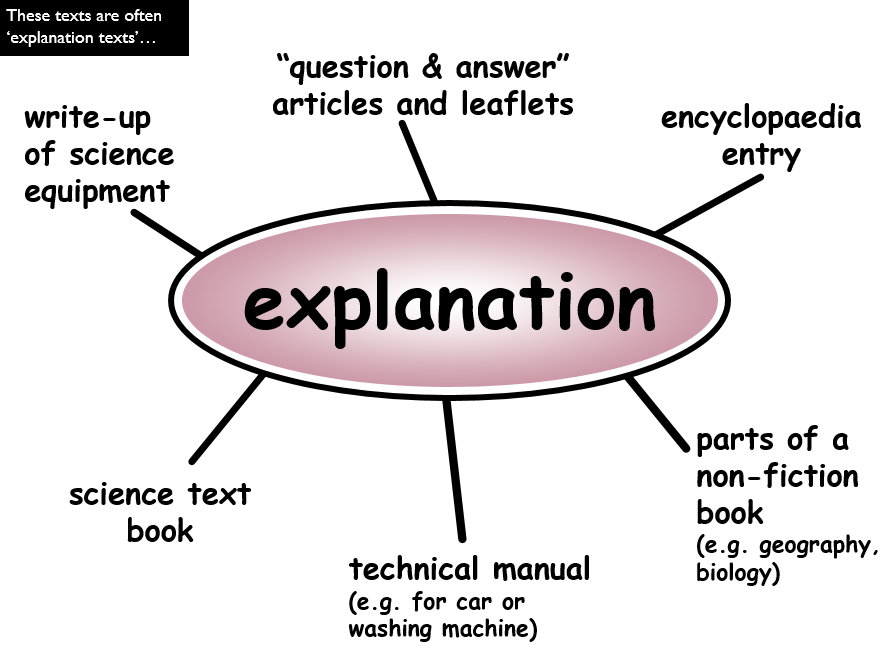 These texts are often
‘explanation texts’...
“question & answer”
articles and leaflets
write-up
of science
equipment
encyclopaedia
entry
explanation
science text
book
technical manual
(e.g. for car or
washing machine)
parts of a
non-fiction
book
(e.g. geography,
biology)